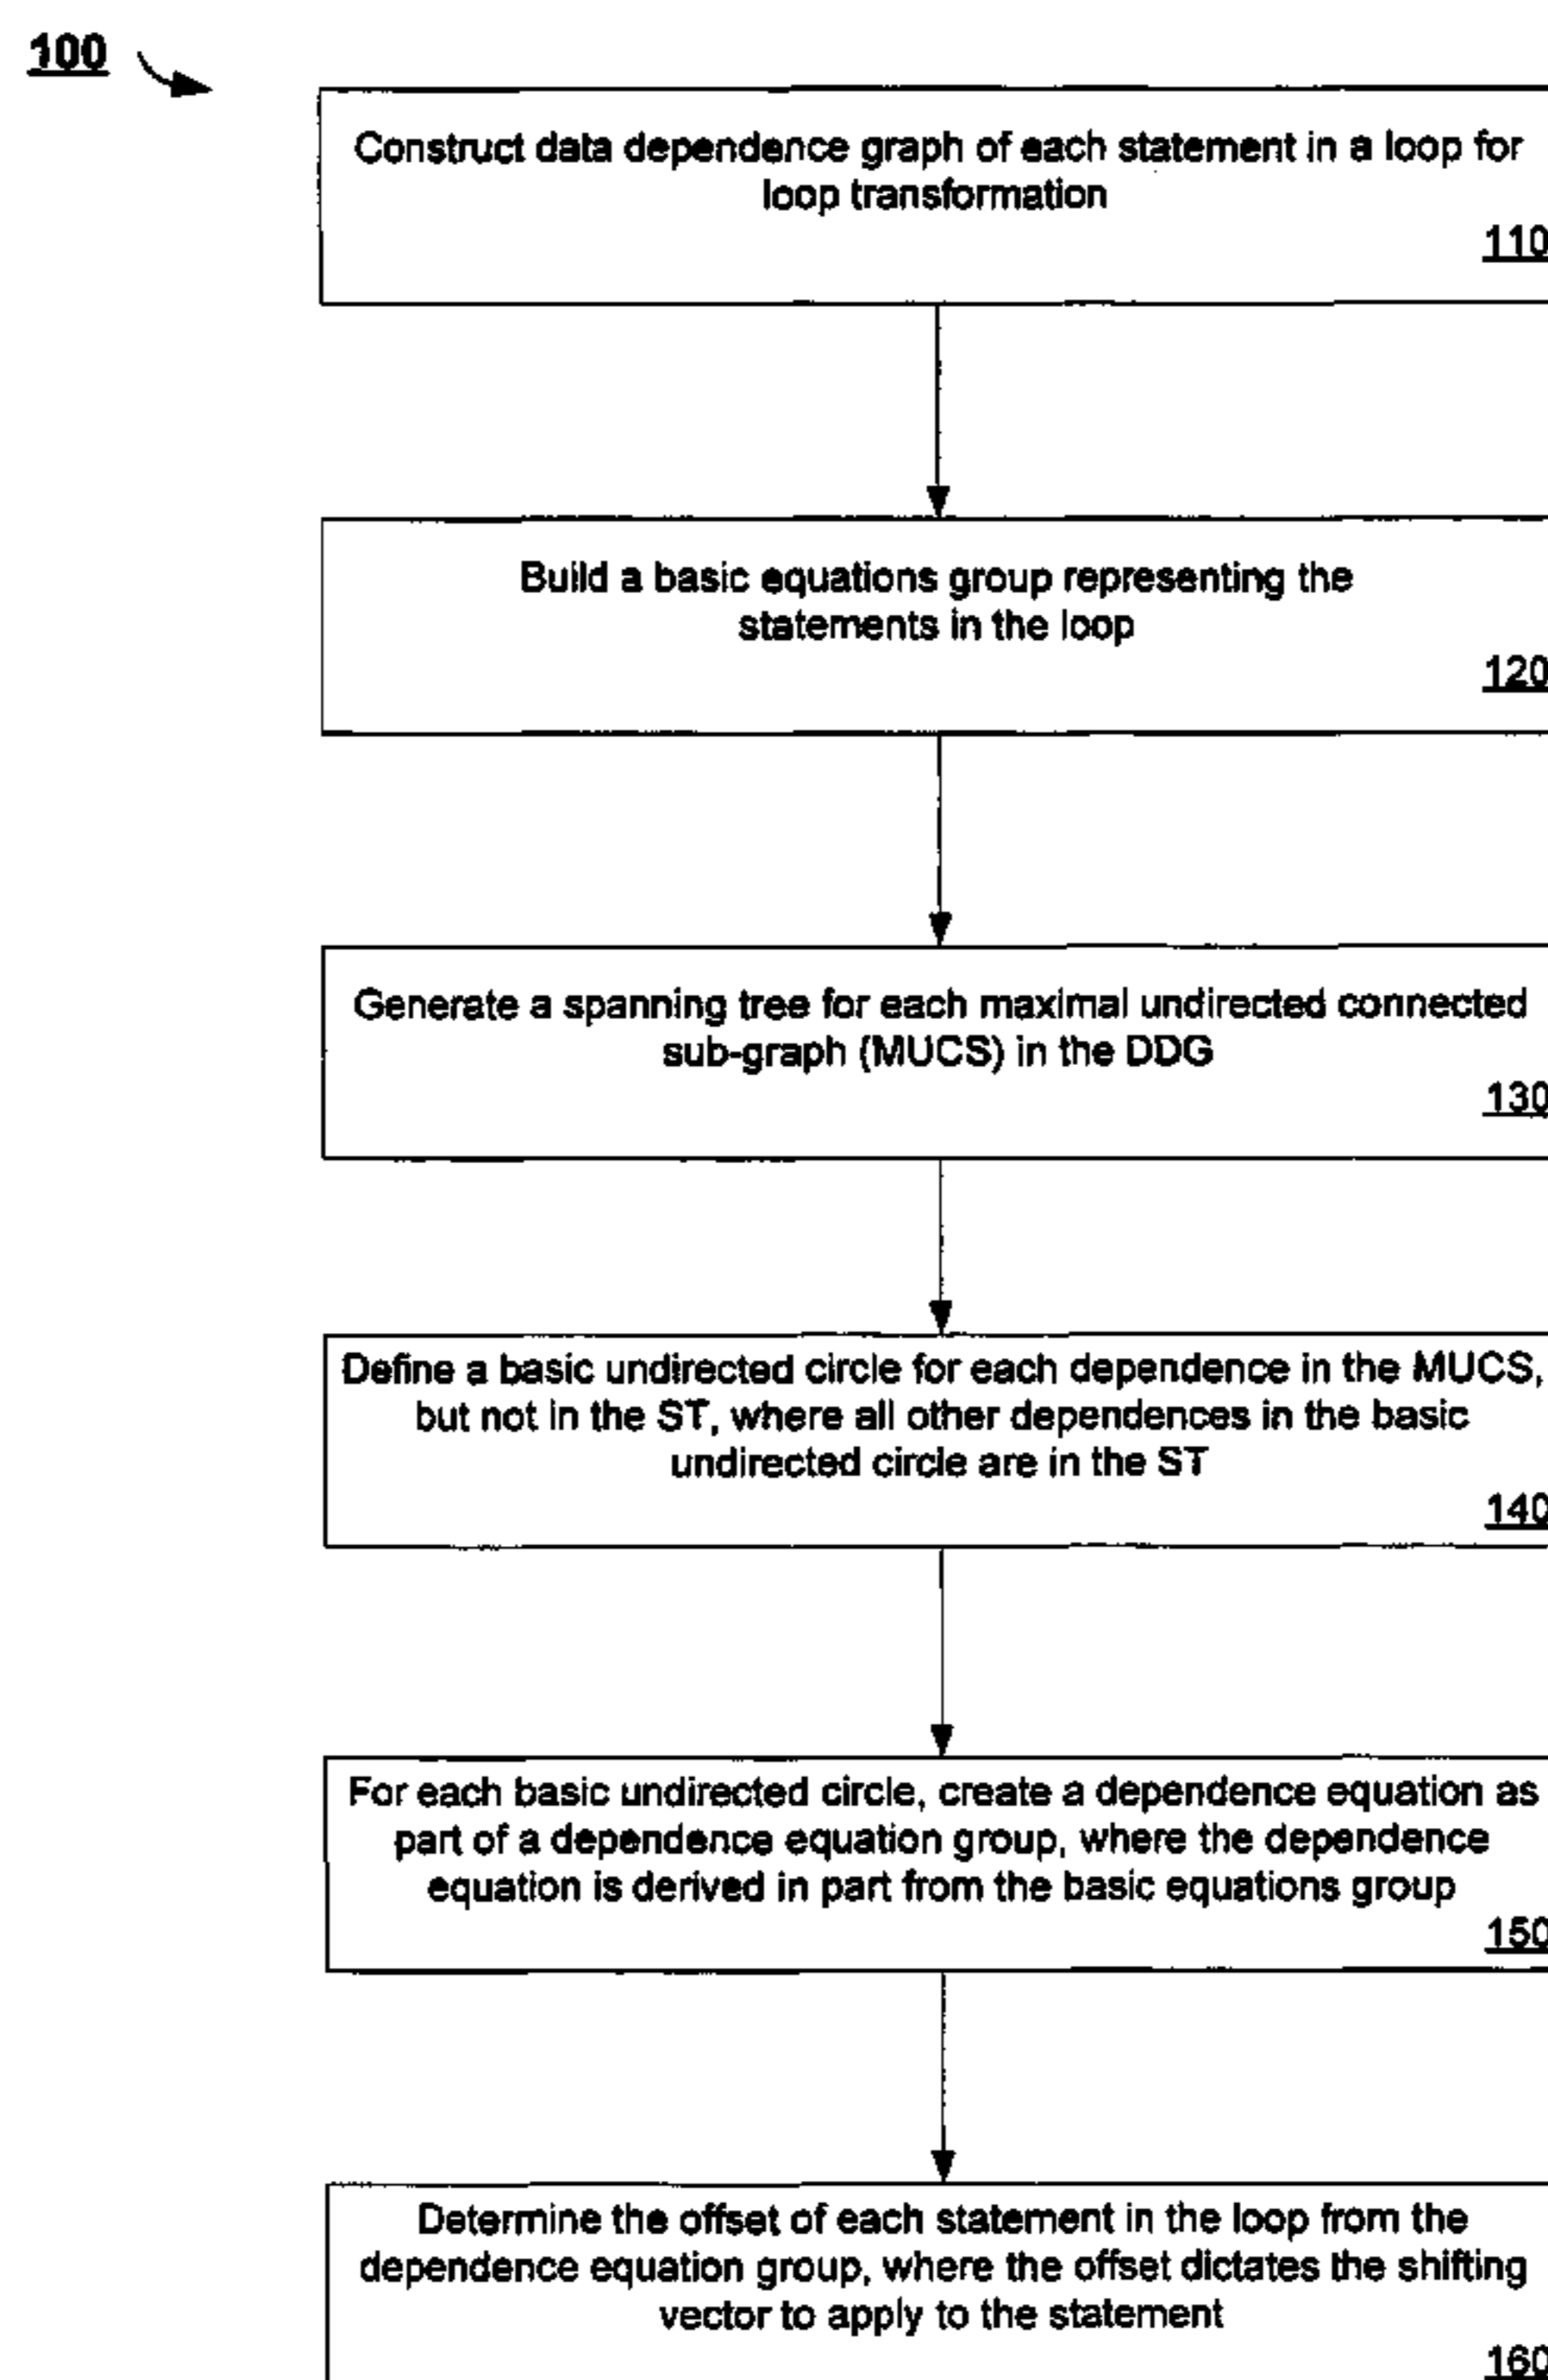 100
Construct data dependence graph of each statement in a loop for
loop transformation
110
Build a basic equations group representing the
statements in the loop
120
Generate a spanning tree for each maximal undirected connected
sub-graph (MUCS) in the DDG
130
Define a basic undirected circle for each dependence in the MUCS,
but not in the ST, where all other dependences in the basic
undirected circle are in the ST
140
For each basic undirected circle, create a dependence equation as
part of a dependence equation group, where the dependence
equation is derived in part from the basic equations group
150
Determine the offset of each statement in the loop from the
dependence equation group, where the offset dictates the shifting
vector to apply to the statement
160